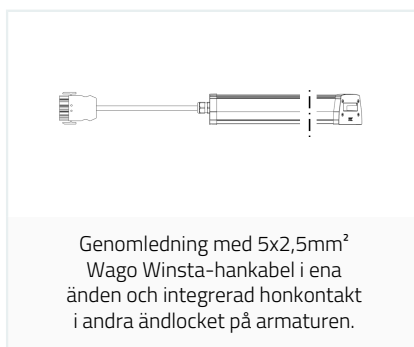 Genomledning med 5x2,5mm²
Wago Winsta-hankabel i ena
änden och integrerad honkontakt
i andra ändlocket på armaturen.